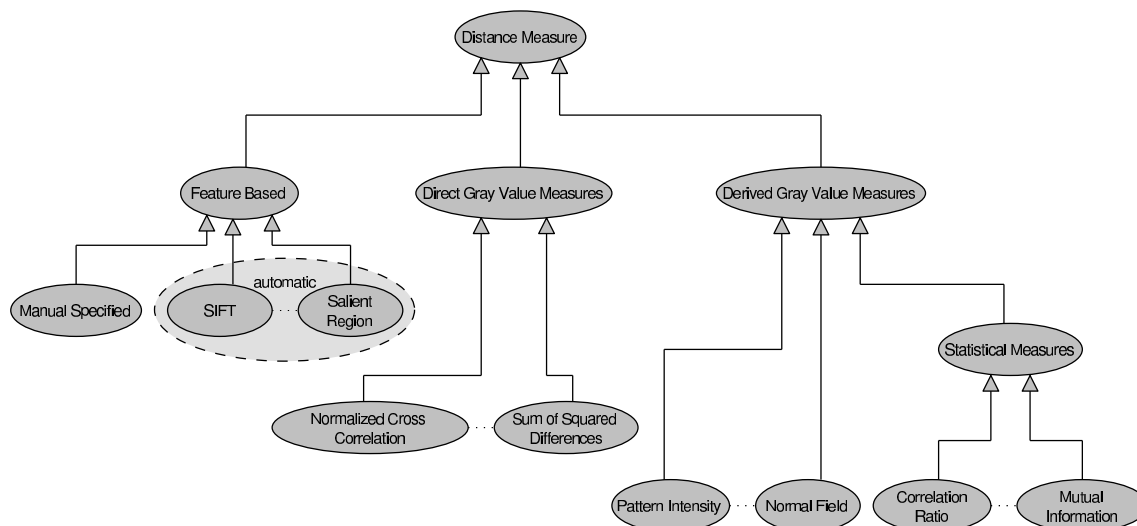 Distance Measure
Feature Based
Direct Gray Value Measures
Derived Gray Value Measures
automatic
Manual Specified
SIFT
Salient
Region
Statistical Measures
Normalized Cross
Correlation
Sum of Squared
Differences
Pattern Intensity
Normal Field
Correlation
Ratio
Mutual
Information